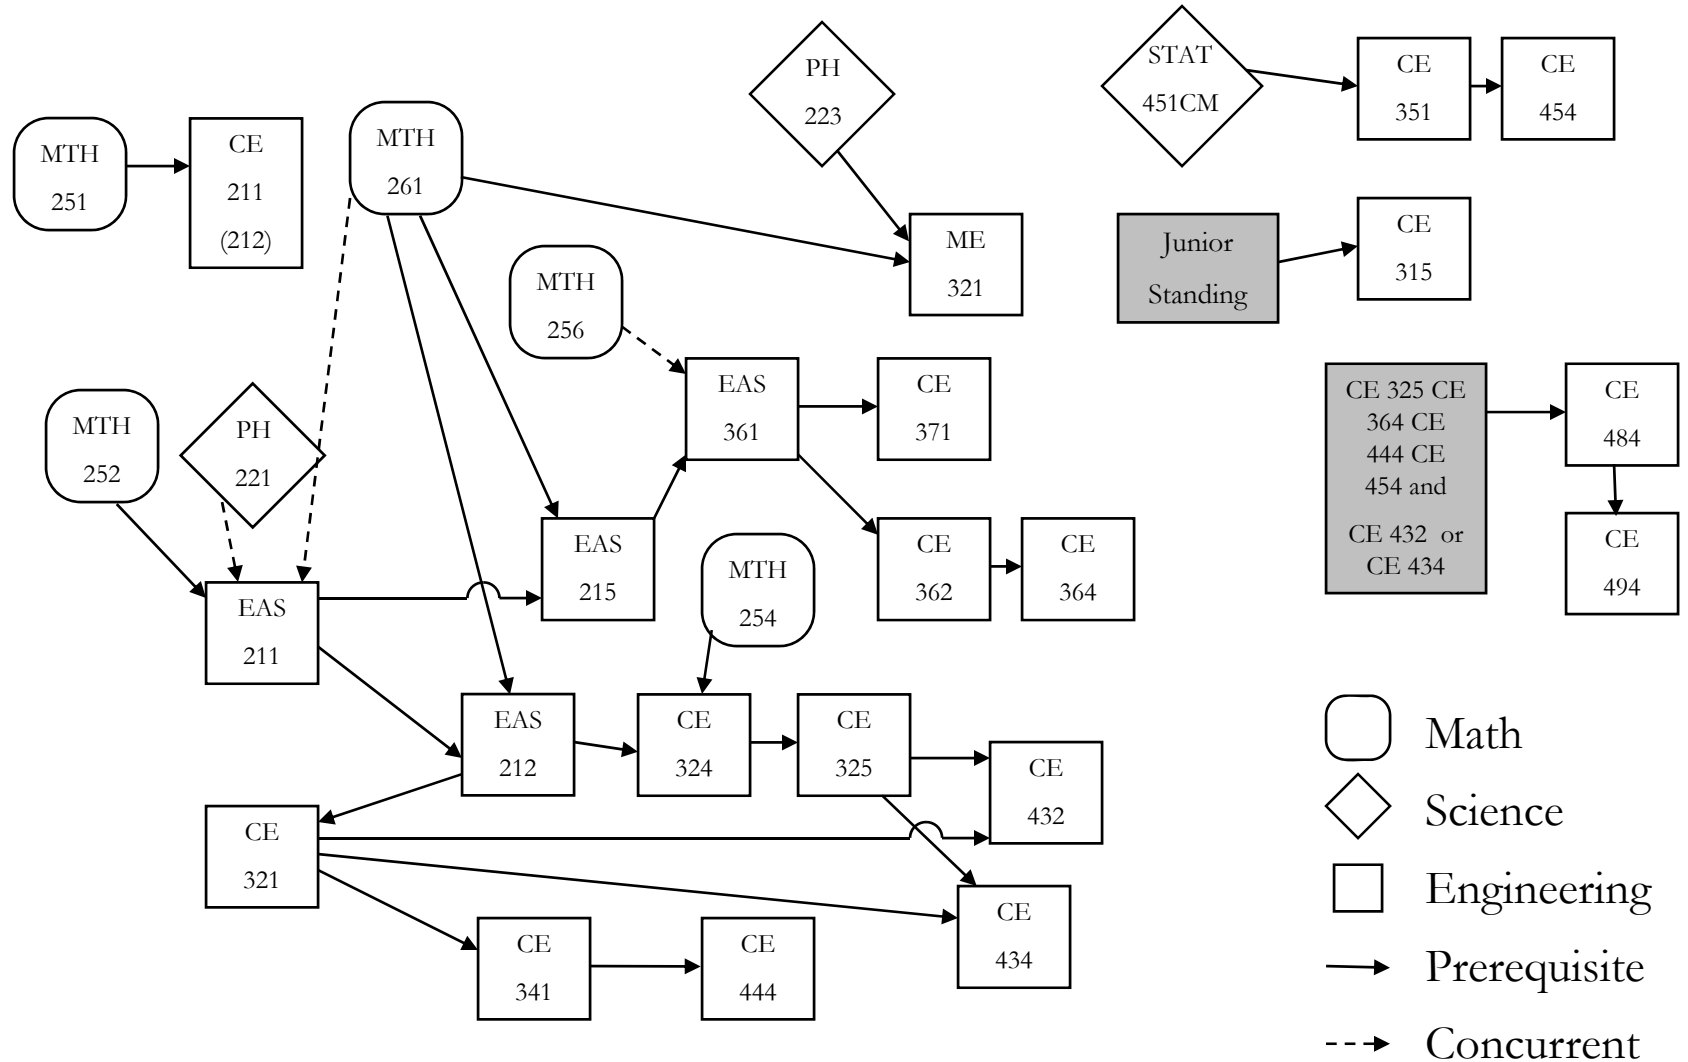 MTH
251
CE
211
(212)
MTH
261
PH
223
STAT
451CM
CE
351
CE
454
ME
321
Junior
Standing
CE
315
MTH
256
EAS
361
CE
371
CE 325 CE
364 CE
444 CE
454 and
CE 432 or
CE 434
CE
484
CE
494
MTH
252
PH
221
EAS
211
EAS
215
MTH
254
CE
362
CE
364
EAS
212
CE
324
CE
325
CE
432
CE
321
CE
434
CE
341
CE
444
Math
Science
Engineering
Prerequisite
Concurrent